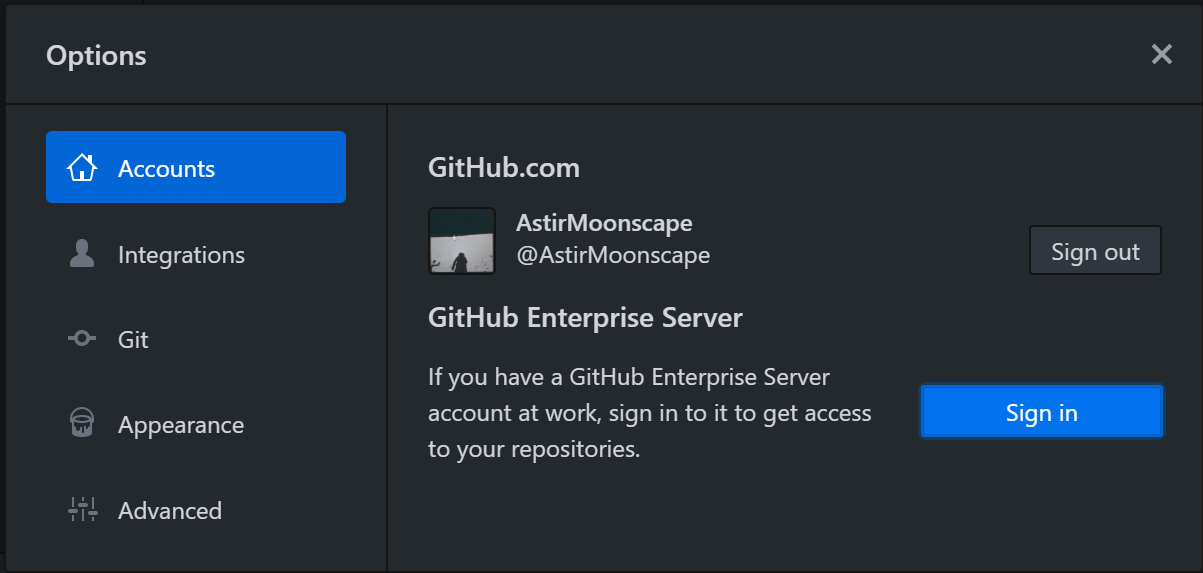 Options
Accounts
Integrations
Git
Appearance
Advanced
GitHub.com
AstirMoonscape
@AstirMoonscape
Sign out
GitHub Enterprise Server
If you have a GitHub Enterprise Server
account at work, sign in to it to get access
to your repositories.
Sign in